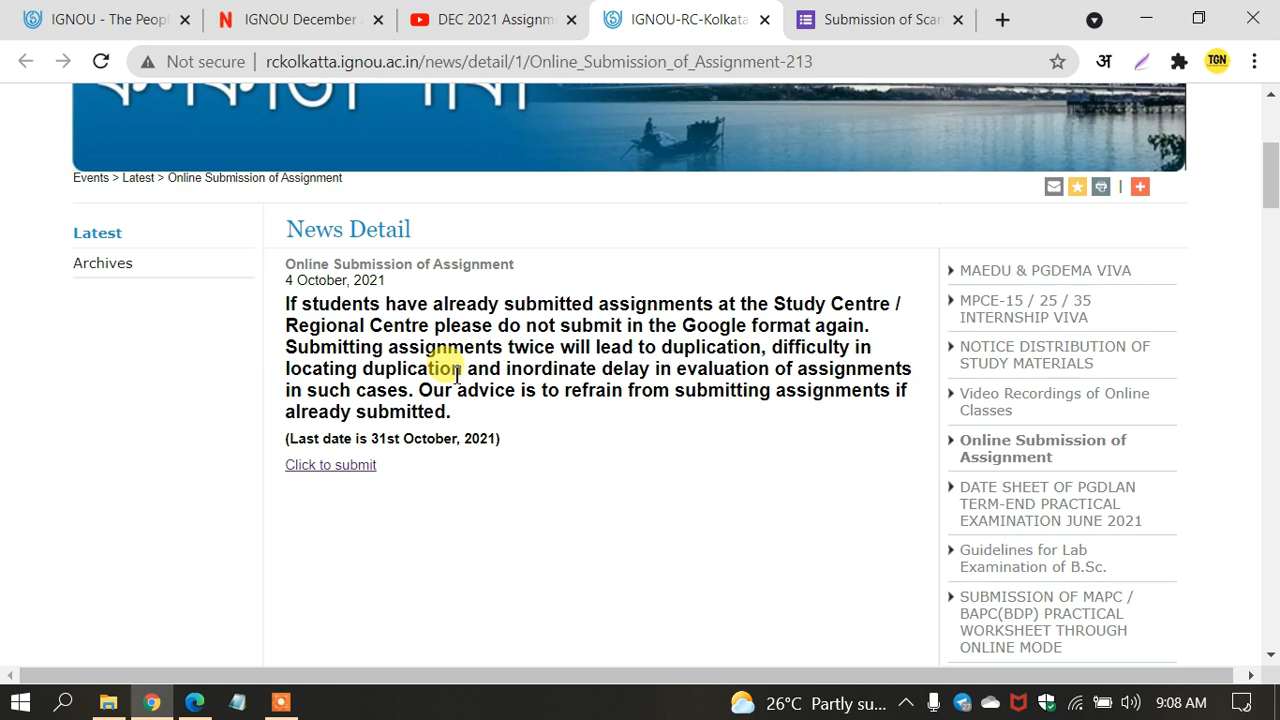 IGNOU - The Peopl
IGNOU December
DEC 2021 Assignm
IGNOU-RC-Kolkata
Submission of Scan
Not secure
rckolkatta.ignou.ac.in/news/detail/1/Online_Submission_of_Assignment-213
अ
TGN
Events > Latest > Online Submission of Assignment
Latest
Archives
News Detail
Online Submission of Assignment
4 October, 2021
If students have already submitted assignments at the Study Centre /
Regional Centre please do not submit in the Google format again.
Submitting assignments twice will lead to duplication, difficulty in
locating duplication and inordinate delay in evaluation of assignments
in such cases. Our advice is to refrain from submitting assignments if
already submitted.
(Last date is 31st October, 2021)
Click to submit
MAEDU & PGDEMA VIVA
MPCE-15 / 25 / 35
INTERNSHIP VIVA
NOTICE DISTRIBUTION OF
STUDY MATERIALS
Video Recordings of Online
Classes
Online Submission of
Assignment
DATE SHEET OF PGDLAN
TERM-END PRACTICAL
EXAMINATION JUNE 2021
Guidelines for Lab
Examination of B.Sc.
SUBMISSION OF MAPC /
BAPC(BDP) PRACTICAL
WORKSHEET THROUGH
ONLINE MODE
26°C Partly su...
9:08 AM